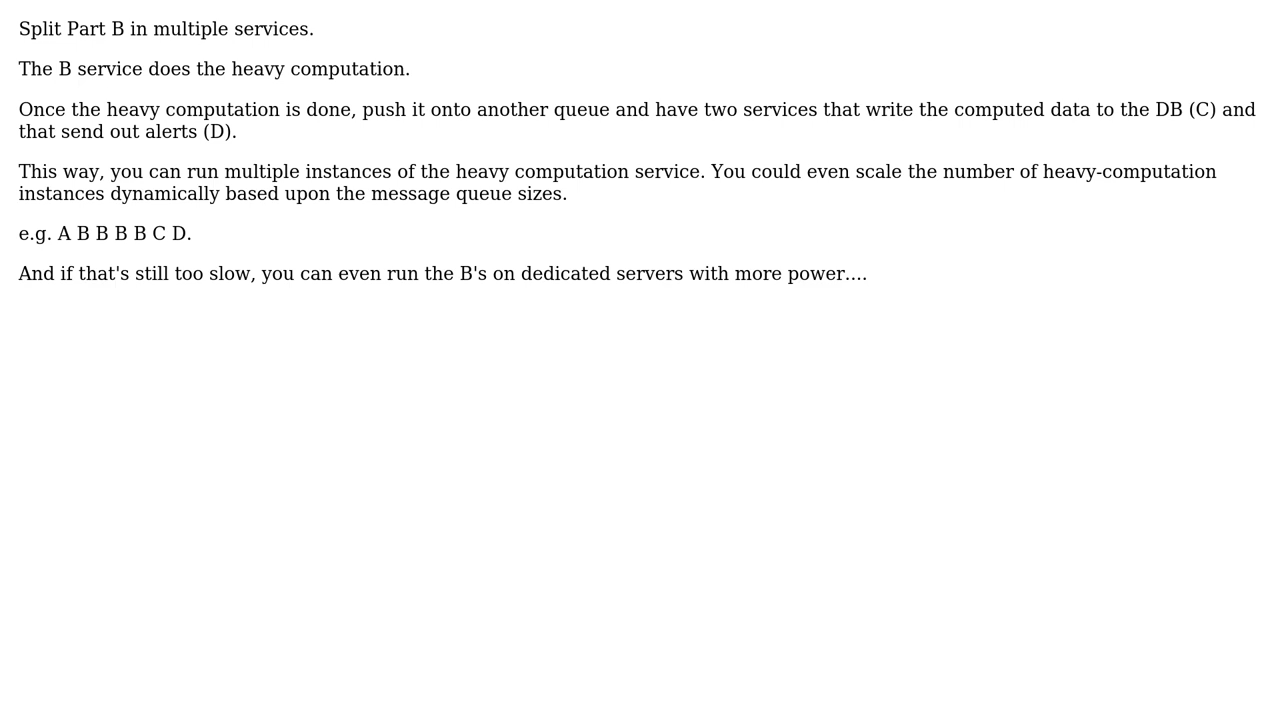 Split Part B in multiple services.
The B service does the heavy computation.
Once the heavy computation is done, push it onto another queue and have two services that write the computed data to the DB (C) and
that send out alerts (D).
This way, you can run multiple instances of the heavy computation service. You could even scale the number of heavy-computation
instances dynamically based upon the message queue sizes.
e.g. A B B B B C D.
And if that's still too slow, you can even run the B's on dedicated servers with more power....